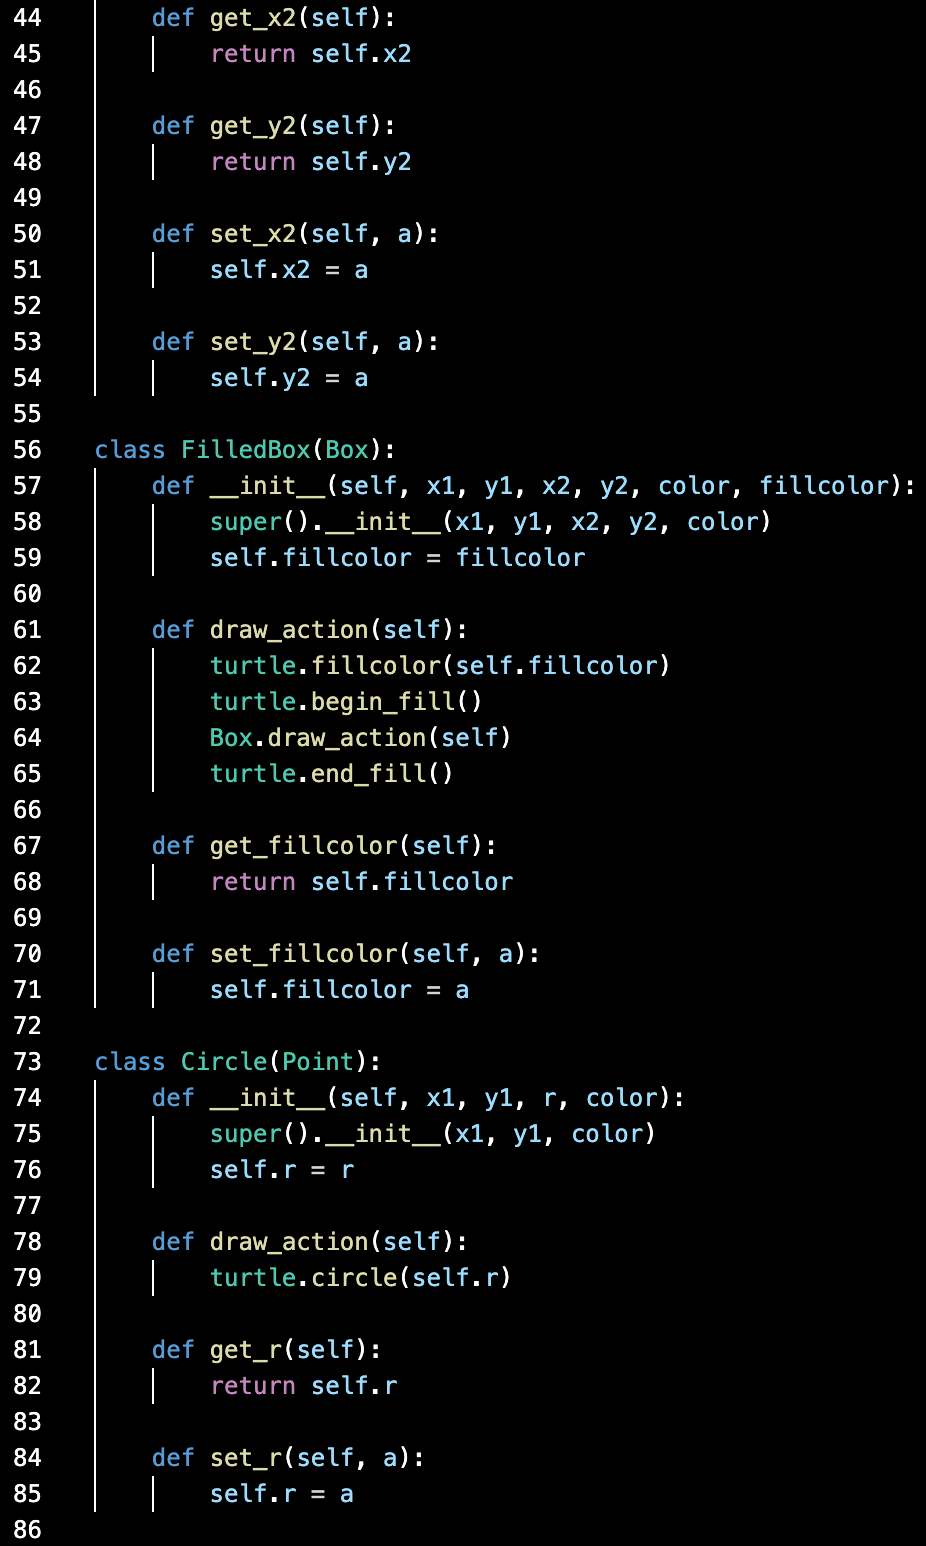 44 def get_x2(self):
45 return self.x2
46
47 def get_y2(self):
48 return self.y2
49
50 def set_x2(self, a):
51 self.x2 = a
52
53 def set_y2(self, a):
54 self.y2 = a
55
56 class FilledBox(Box):
57 def __init__(self, x1, y1, x2, y2, color, fillcolor):
58 super().__init__(x1, y1, x2, y2, color)
59 self.fillcolor = fillcolor
60
61 def draw_action(self):
62 turtle.fillcolor(self.fillcolor)
63 turtle.begin_fill()
64 Box.draw_action(self)
65 turtle.end_fill()
66
67 def get_fillcolor(self):
68 return self.fillcolor
69
70 def set_fillcolor(self, a):
71 self.fillcolor = a
72
73 class Circle(Point):
74 def __init__(self, x1, y1, r, color):
75 super().__init__(x1, y1, color)
76 self.r = r
77
78 def draw_action(self):
79 turtle.circle(self.r)
80
81 def get_r(self):
82 return self.r
83
84 def set_r(self, a):
85 self.r = a
86